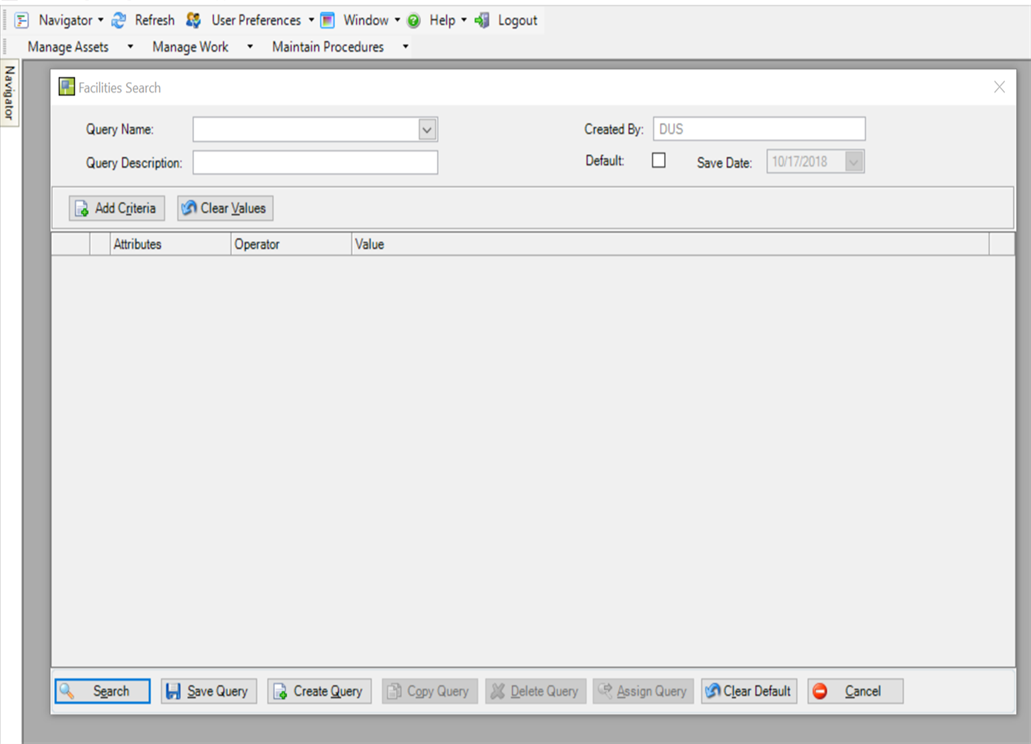 Navigator Refresh User Preferences Window Help Logout
Manage Assets Manage Work Maintain Procedures
Navigator
Facilities Search
Query Name: Created By: DUS
Query Description: Default: Save Date: 10/17/2018
Add Criteria Clear Values
Attributes Operator Value
Search Save Query Create Query Copy Query Delete Query Assign Query Clear Default Cancel